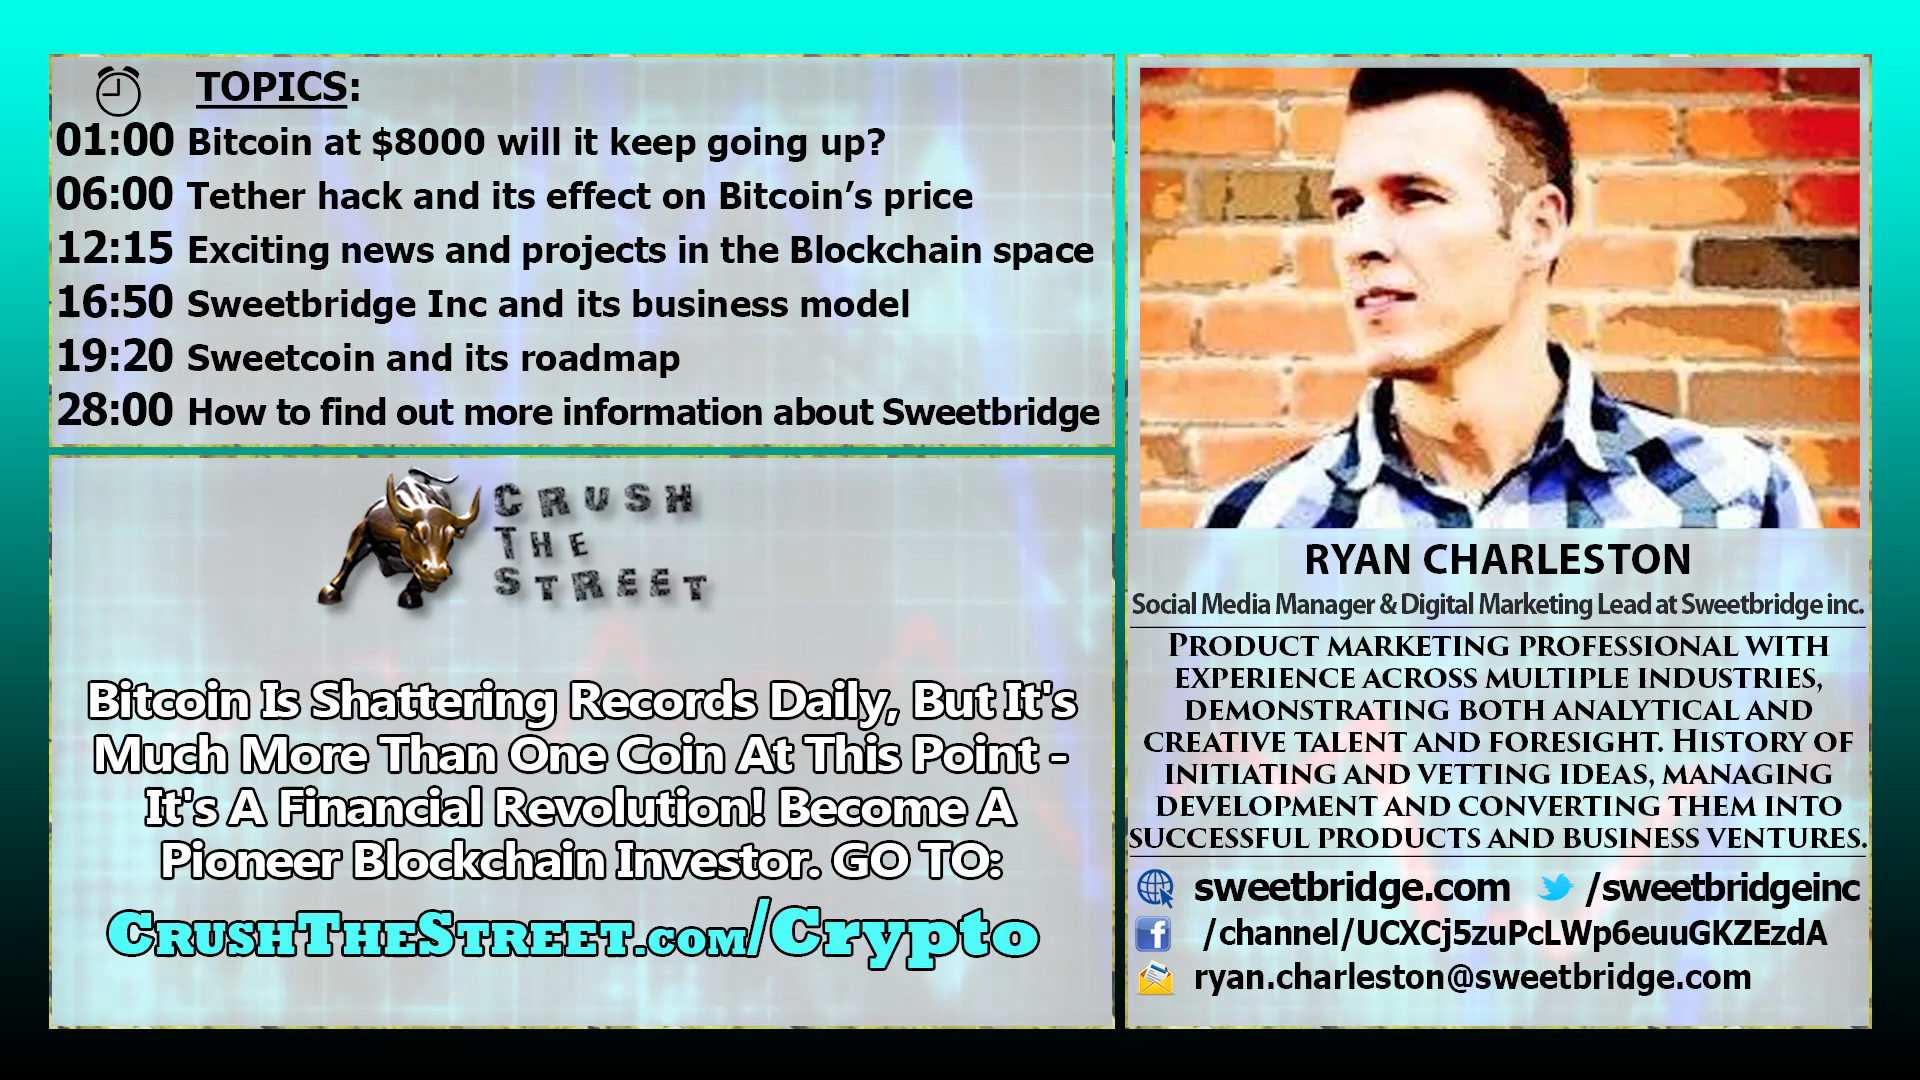 TOPICS:
01:00 Bitcoin at $8000 will it keep going up?
06:00 Tether hack and its effect on Bitcoin’s price
12:15 Exciting news and projects in the Blockchain space
16:50 Sweetbridge Inc and its business model
19:20 Sweetcoin and its roadmap
28:00 How to find out more information about Sweetbridge
CRUSH
THE
STREET
Bitcoin Is Shattering Records Daily, But It's
Much More Than One Coin At This Point -
It's A Financial Revolution! Become A
Pioneer Blockchain Investor. GO TO:
CrushTheStreet.com/Crypto
RYAN CHARLESTON
Social Media Manager & Digital Marketing Lead at Sweetbridge inc.
Product marketing professional with
experience across multiple industries,
demonstrating both analytical and
creative talent and foresight. History of
initiating and vetting ideas, managing
development and converting them into
successful products and business ventures.
sweetbridge.com /sweetbridgeinc
/channel/UCXCj5zuPcLWp6euuGKZEzdA
ryan.charleston@sweetbridge.com